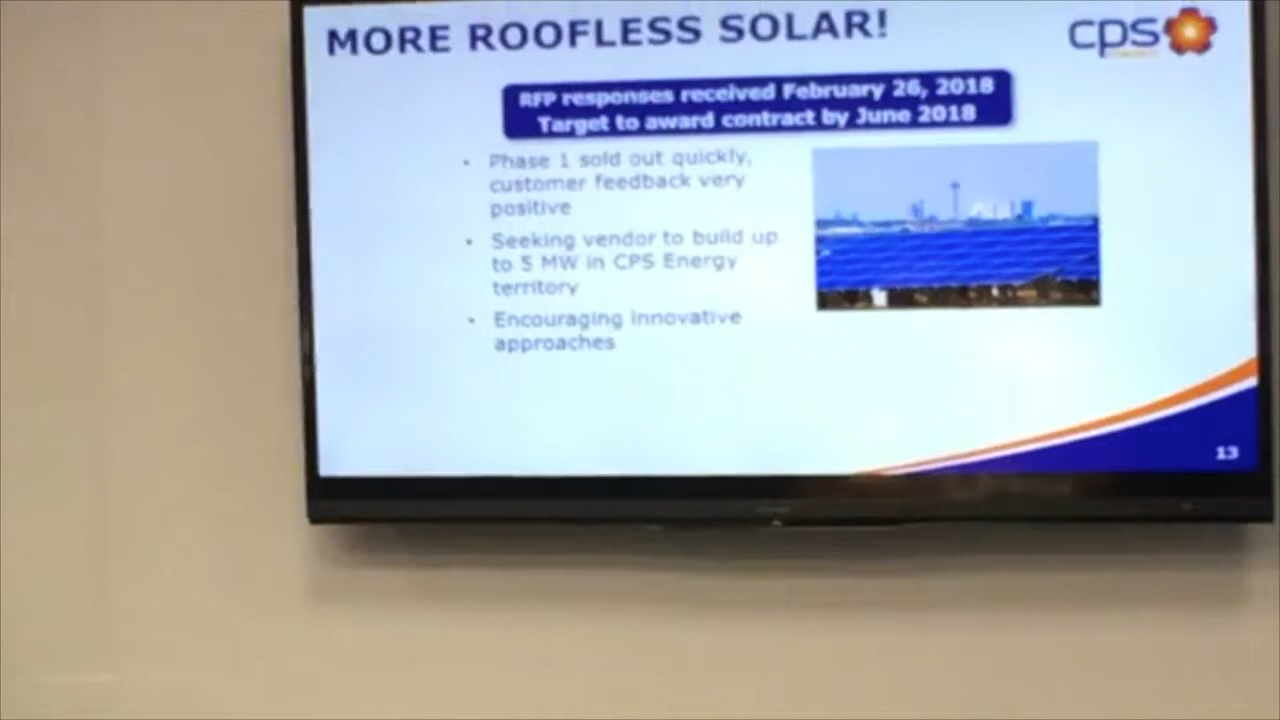 MORE ROOFLESS SOLAR!
cps
RFP responses received February 26, 2018
Target to award contract by June 2018
• Phase 1 sold out quickly,
customer feedback very
positive
• Seeking vendor to build up
to 5 MW in CPS Energy
territory
• Encouraging innovative
approaches
13